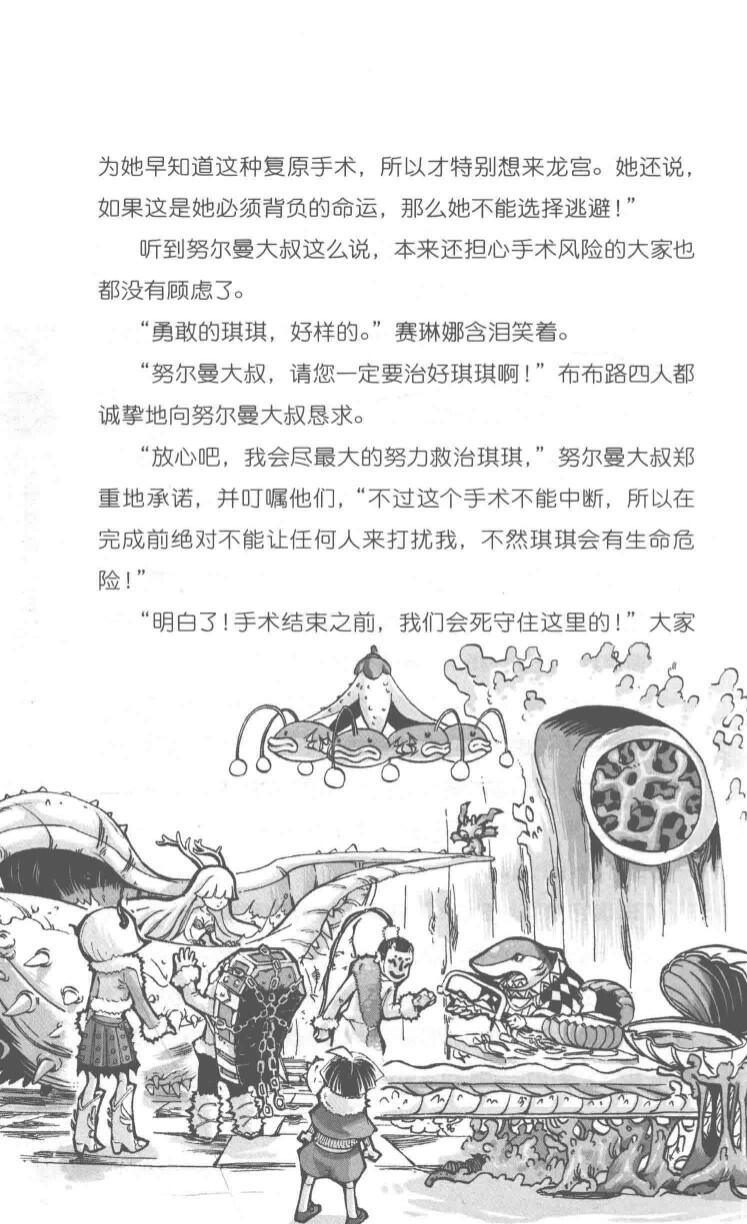 为她早知道这种复原手术，所以才特别想来龙宫。她还说，
如果这是她必须背负的命运，那么她不能选择逃避！”
听到努尔曼大叔这么说，本来还担心手术风险的大家也
都没有顾虑了。
“勇敢的琪琪，好样的。”赛琳娜含泪笑着。
“努尔曼大叔，请您一定要治好琪琪啊！”布布路四人都
诚挚地向努尔曼大叔恳求。
“放心吧，我会尽最大的努力救治琪琪，”努尔曼大叔郑
重地承诺，并叮嘱他们，“不过这个手术不能中断，所以在
完成前绝对不能让任何人来打扰我，不然琪琪会有生命危
险！”
“明白了！手术结束之前，我们会死守住这里的！”大家